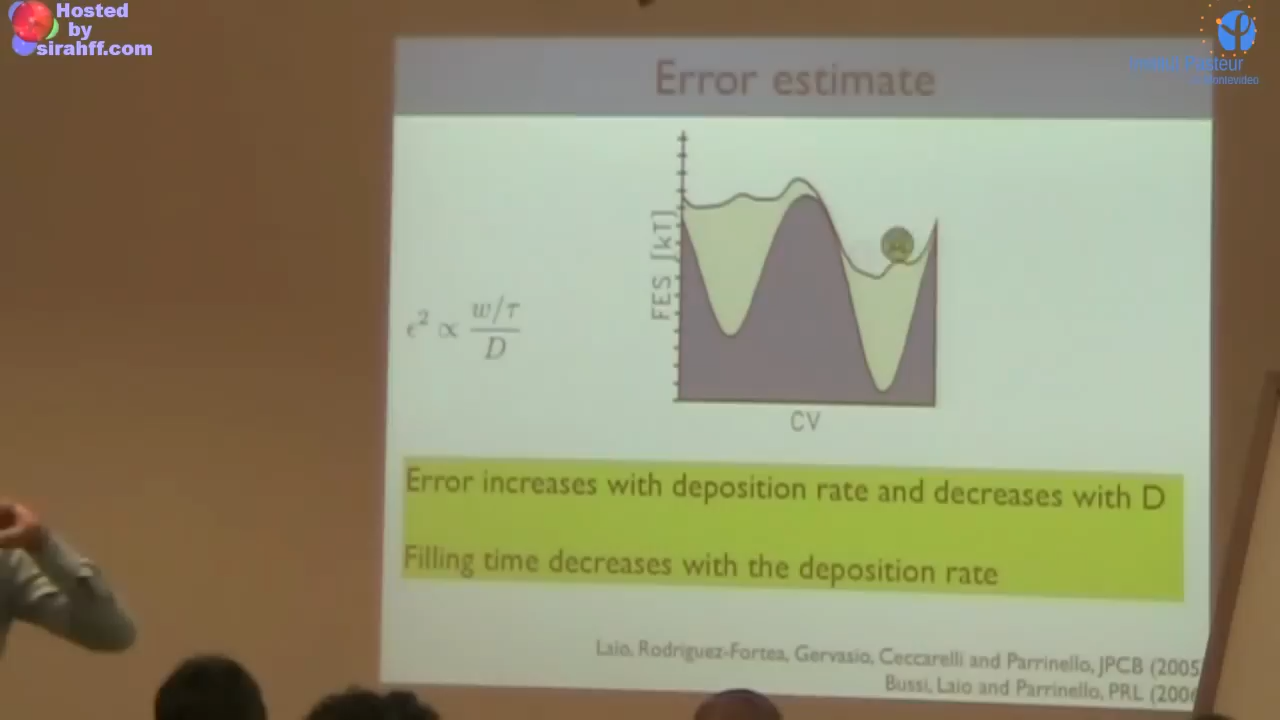 Hosted
by
sirahff.com
Institut Pasteur
de Montevideo
Error estimate
FES [kT]
CV
ϵ² ∝ w/τ / D
Error increases with deposition rate and decreases with D
Filling time decreases with the deposition rate
Laio, Rodriguez-Fortea, Gervasio, Ceccarelli and Parrinello, JPCB (2005
Bussi, Laio and Parrinello, PRL (2006